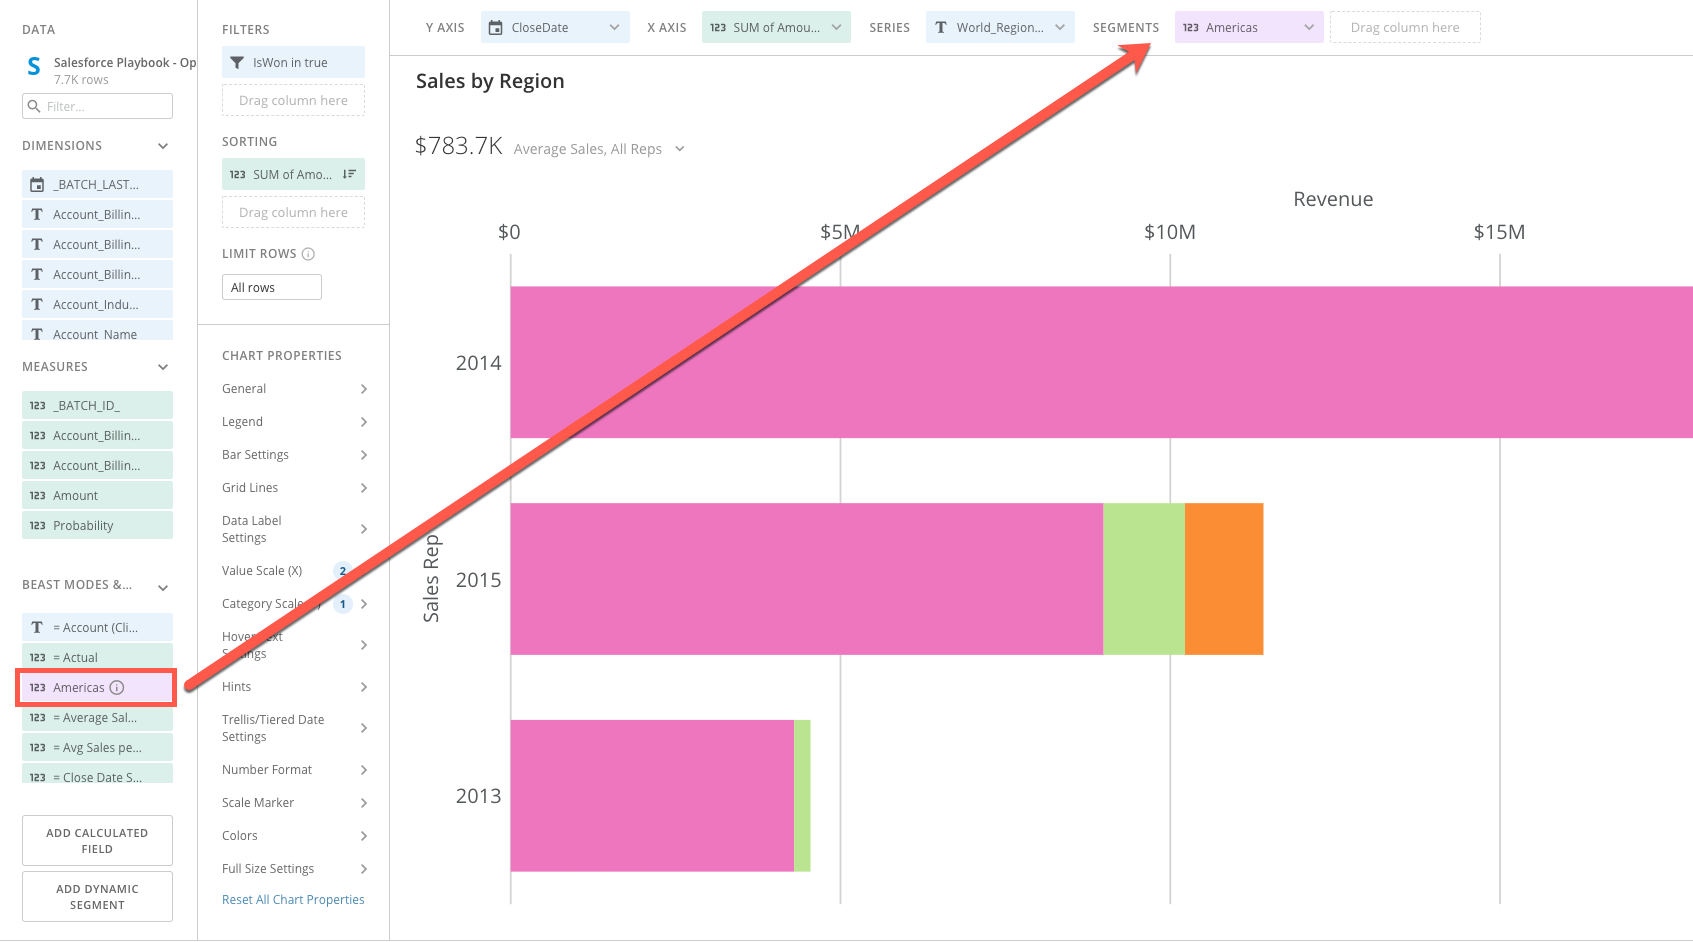 DATA
Salesforce Playbook - Op
7.7K rows
Filter...
DIMENSIONS
_BATCH_LAST...
T Account_Billin...
T Account_Billin...
T Account_Billin...
T Account_Indu...
T Account_Name
MEASURES
123 _BATCH_ID_
123 Account_Billin...
123 Account_Billin...
123 Amount
123 Probability
BEAST MODES &...
T = Account (Cli...
123 = Actual
123 Americas
123 = Average Sal...
123 = Avg Sales pe...
123 = Close Date S...
ADD CALCULATED
FIELD
ADD DYNAMIC
SEGMENT
FILTERS
IsWon in true
Drag column here
SORTING
123 SUM of Amo...
Drag column here
LIMIT ROWS
All rows
CHART PROPERTIES
General
Legend
Bar Settings
Grid Lines
Data Label
Settings
Value Scale (X) 2
Category Scale 1
Hover
Hints
Trellis/Tiered Date
Settings
Number Format
Scale Marker
Colors
Full Size Settings
Reset All Chart Properties
Y AXIS CloseDate X AXIS 123 SUM of Amou... SERIES T World_Region... SEGMENTS 123 Americas Drag column here
Sales by Region
$783.7K Average Sales, All Reps
Revenue
$0 $5M $10M $15M
Sales Rep
2014
2015
2013